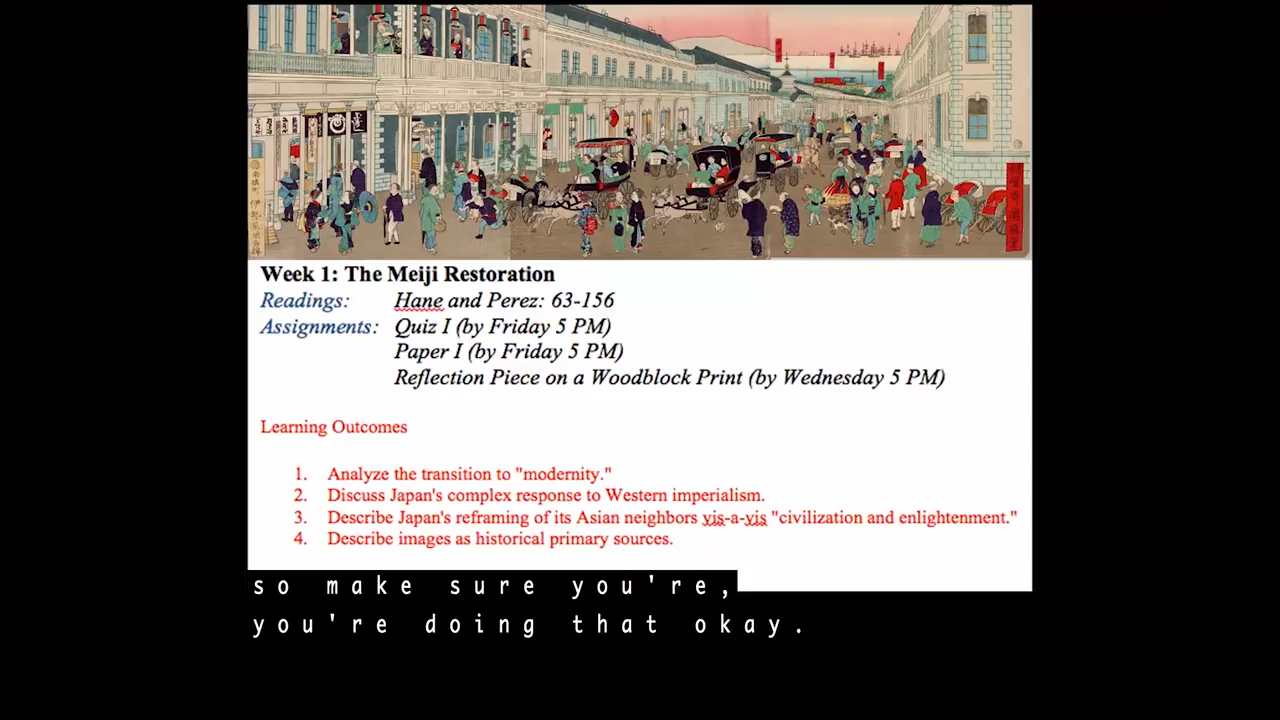 Week 1: The Meiji Restoration
Readings: Hane and Perez: 63-156
Assignments: Quiz I (by Friday 5 PM)
Paper I (by Friday 5 PM)
Reflection Piece on a Woodblock Print (by Wednesday 5 PM)
Learning Outcomes
1. Analyze the transition to "modernity."
2. Discuss Japan's complex response to Western imperialism.
3. Describe Japan's reframing of its Asian neighbors vis-a-vis "civilization and enlightenment."
4. Describe images as historical primary sources.
so make sure you're,
you're doing that okay.